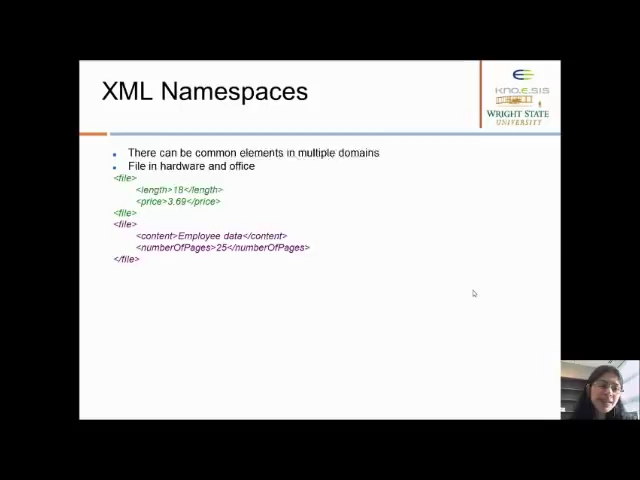 XML Namespaces
KNO.E.SIS
WRIGHT STATE
UNIVERSITY
There can be common elements in multiple domains
File in hardware and office
<file>
<length>18</length>
<price>3.69</price>
<file>
<file>
<content>Employee data</content>
<numberOfPages>25</numberOfPages>
</file>